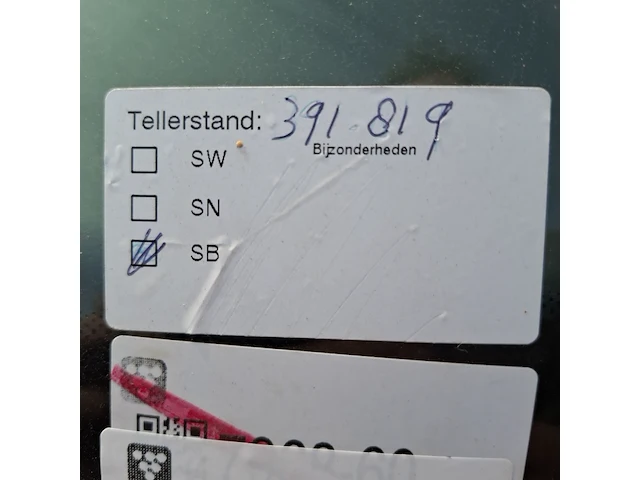 Tellerstand: 391.819
Bijzonderheden
SW
SN
SB